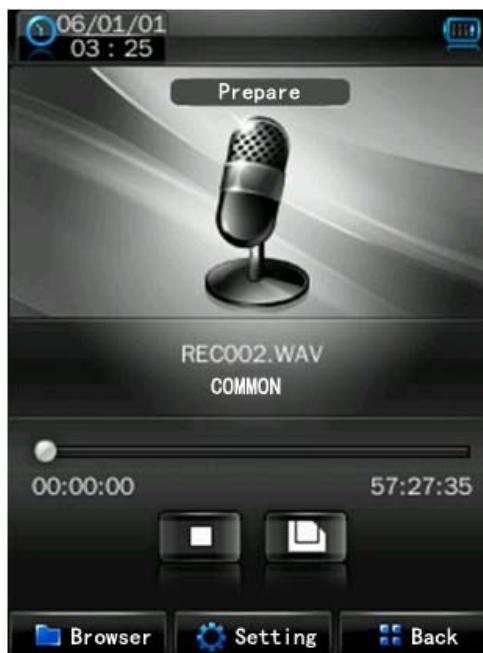 06/01/01
03 : 25
Prepare
REC002.WAV
COMMON
00:00:00 57:27:35
Browser Setting Back